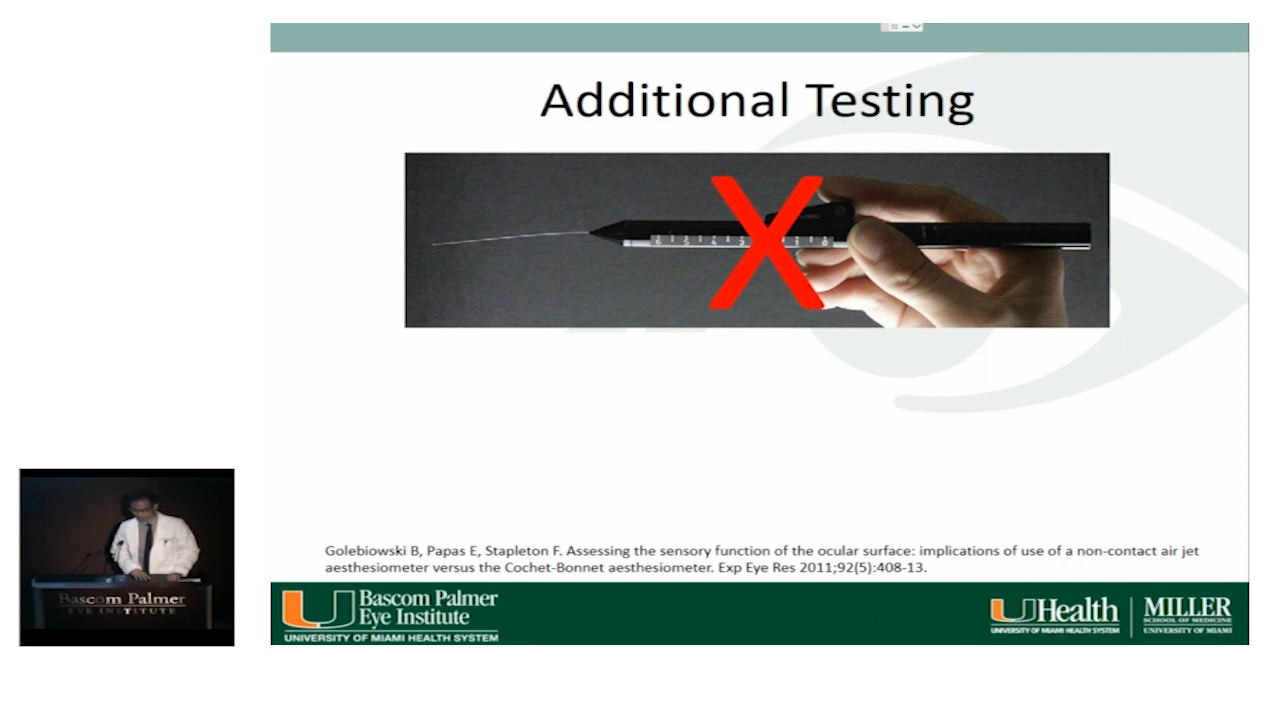 Additional Testing
X
Golebiowski B, Papas E, Stapleton F. Assessing the sensory function of the ocular surface: implications of use of a non-contact air jet
aesthesiometer versus the Cochet-Bonnet aesthesiometer. Exp Eye Res 2011;92(5):408-13.
Bascom Palmer
EYE INSTITUTE
Bascom Palmer
Eye Institute
UNIVERSITY OF MIAMI HEALTH SYSTEM
UHealth
UNIVERSITY OF MIAMI HEALTH SYSTEM
MILLER
SCHOOL OF MEDICINE
UNIVERSITY OF MIAMI